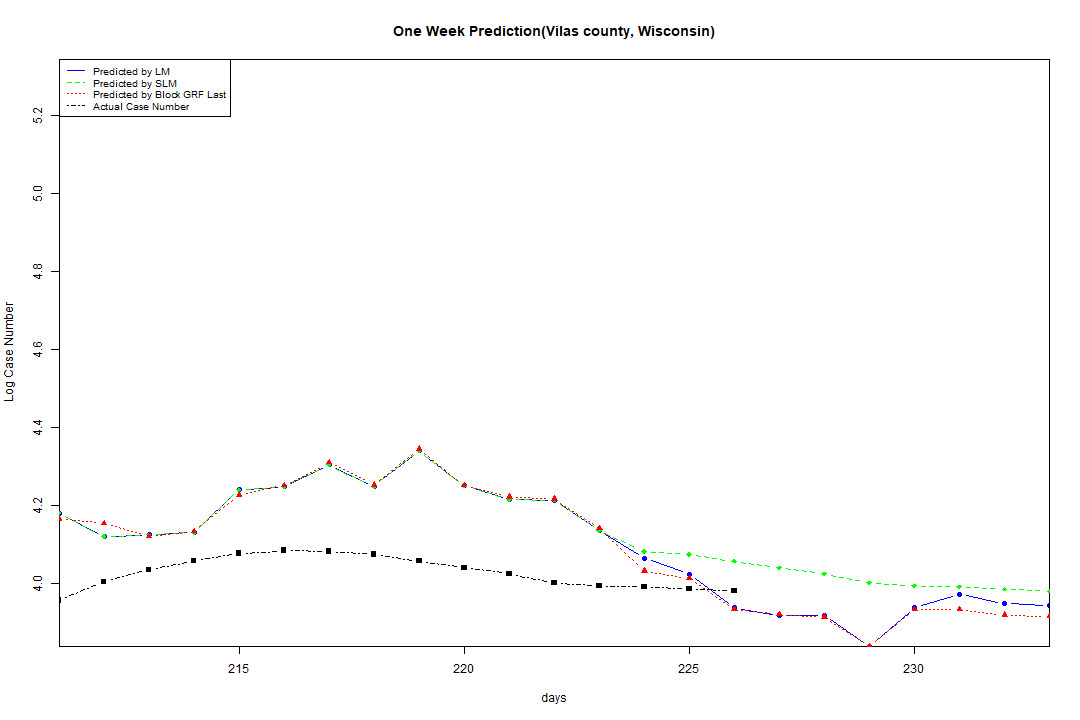 One Week Prediction(Vilas county, Wisconsin)
Predicted by LM
Predicted by SLM
Predicted by Block GRF Last
Actual Case Number
5.2
5.0
4.8
4.6
4.4
4.2
4.0
Log Case Number
215 220 225 230
days